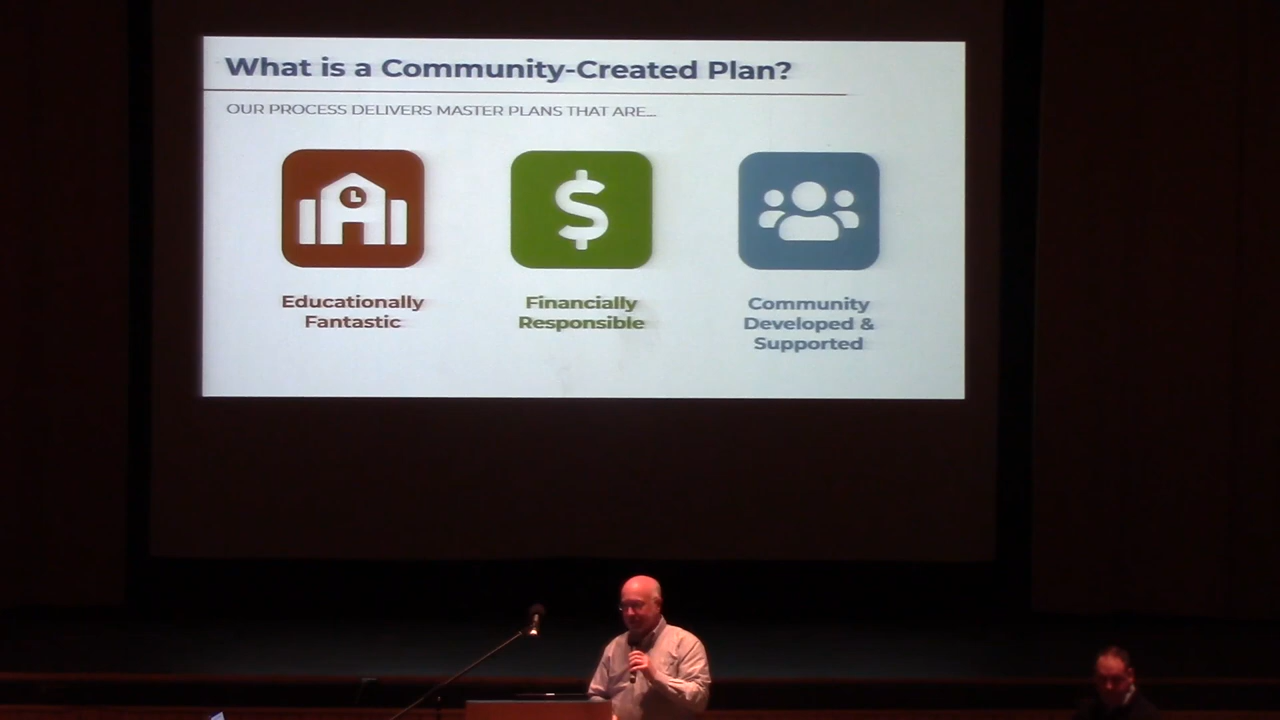 What is a Community-Created Plan?
OUR PROCESS DELIVERS MASTER PLANS THAT ARE...
Educationally
Fantastic
$
Financially
Responsible
Community
Developed &
Supported